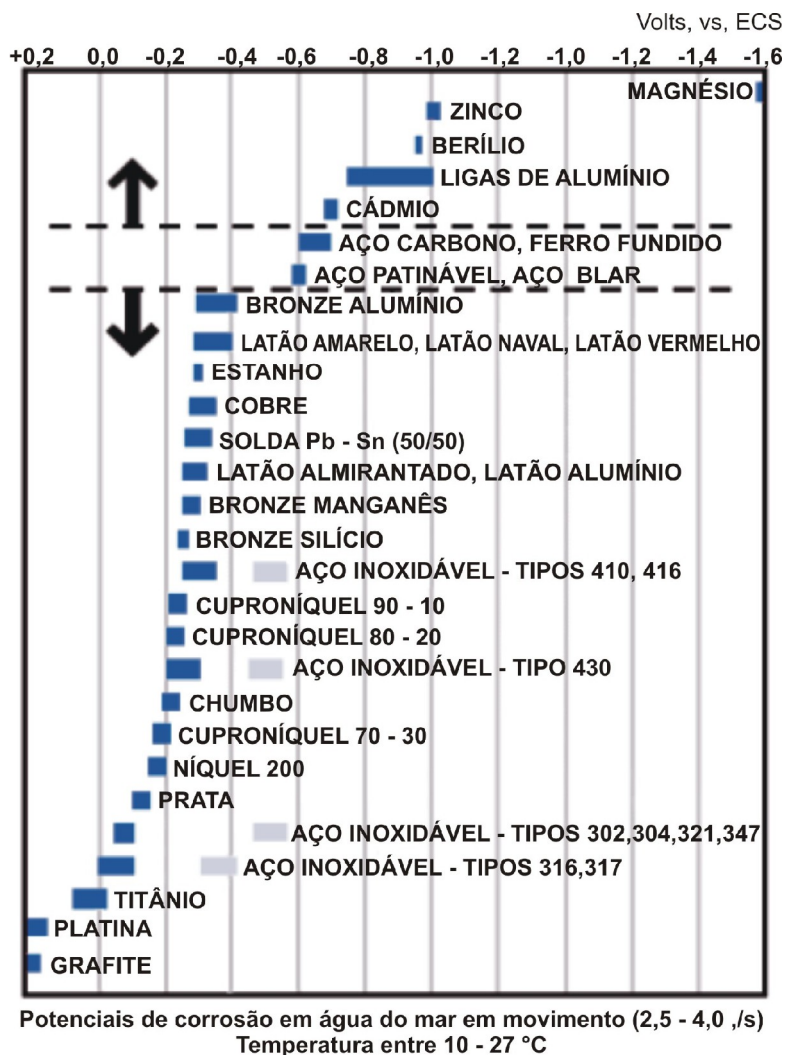 Volts, vs, ECS
+0,2 0,0 -0,2 -0,4 -0,6 -0,8 -1,0 -1,2 -1,0 -1,4 -1,6
MAGNÉSIO
ZINCO
BERÍLIO
LIGAS DE ALUMÍNIO
CÁDMIO
AÇO CARBONO, FERRO FUNDIDO
AÇO PATINÁVEL, AÇO BLAR
BRONZE ALUMÍNIO
LATÃO AMARELO, LATÃO NAVAL, LATÃO VERMELHO
ESTANHO
COBRE
SOLDA Pb - Sn (50/50)
LATÃO ALMIRANTADO, LATÃO ALUMÍNIO
BRONZE MANGANÊS
BRONZE SILÍCIO
AÇO INOXIDÁVEL - TIPOS 410, 416
CUPRONÍQUEL 90 - 10
CUPRONÍQUEL 80 - 20
AÇO INOXIDÁVEL - TIPO 430
CHUMBO
CUPRONÍQUEL 70 - 30
NÍQUEL 200
PRATA
AÇO INOXIDÁVEL - TIPOS 302,304,321,347
AÇO INOXIDÁVEL - TIPOS 316,317
TITÂNIO
PLATINA
GRAFITE
Potenciais de corrosão em água do mar em movimento (2,5 - 4,0 ,/s)
Temperatura entre 10 - 27 °C